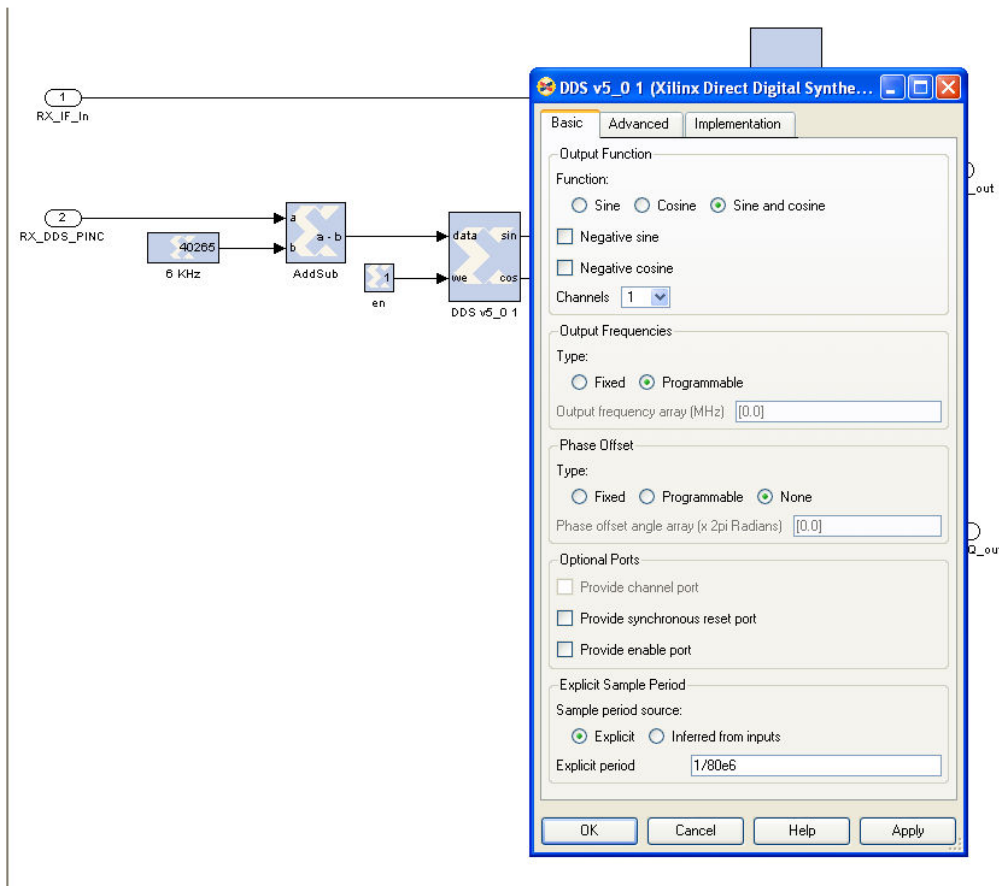 1
RX_IF_In
2
RX_DDS_PINC
40265
6 KHz
a
b
a - b
AddSub
1
en
data
we
sin
cos
DDS v5_0 1
DDS v5_0 1 (Xilinx Direct Digital Synthe...
Basic
Advanced
Implementation
Output Function
Function:
Sine
Cosine
Sine and cosine
Negative sine
Negative cosine
Channels
1
Output Frequencies
Type:
Fixed
Programmable
Output frequency array (MHz)
[0.0]
Phase Offset
Type:
Fixed
Programmable
None
Phase offset angle array (x 2pi Radians)
[0.0]
Optional Ports
Provide channel port
Provide synchronous reset port
Provide enable port
Explicit Sample Period
Sample period source:
Explicit
Inferred from inputs
Explicit period
1/80e6
OK
Cancel
Help
Apply
_out
Q_ou